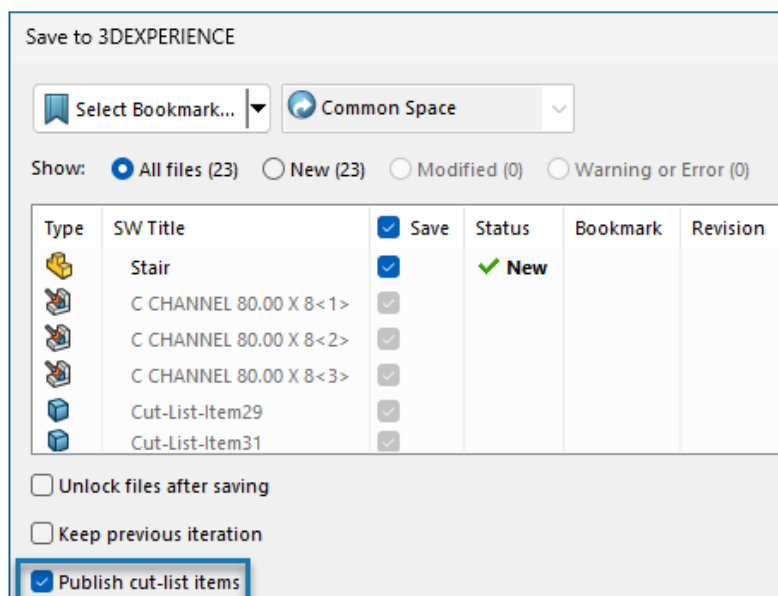 Save to 3DEXPERIENCE
Select Bookmark... Common Space
Show: All files (23) New (23) Modified (0) Warning or Error (0)
Type SW Title Save Status Bookmark Revision
Stair New
C CHANNEL 80.00 X 8<1>
C CHANNEL 80.00 X 8<2>
C CHANNEL 80.00 X 8<3>
Cut-List-Item29
Cut-List-Item31
Unlock files after saving
Keep previous iteration
Publish cut-list items